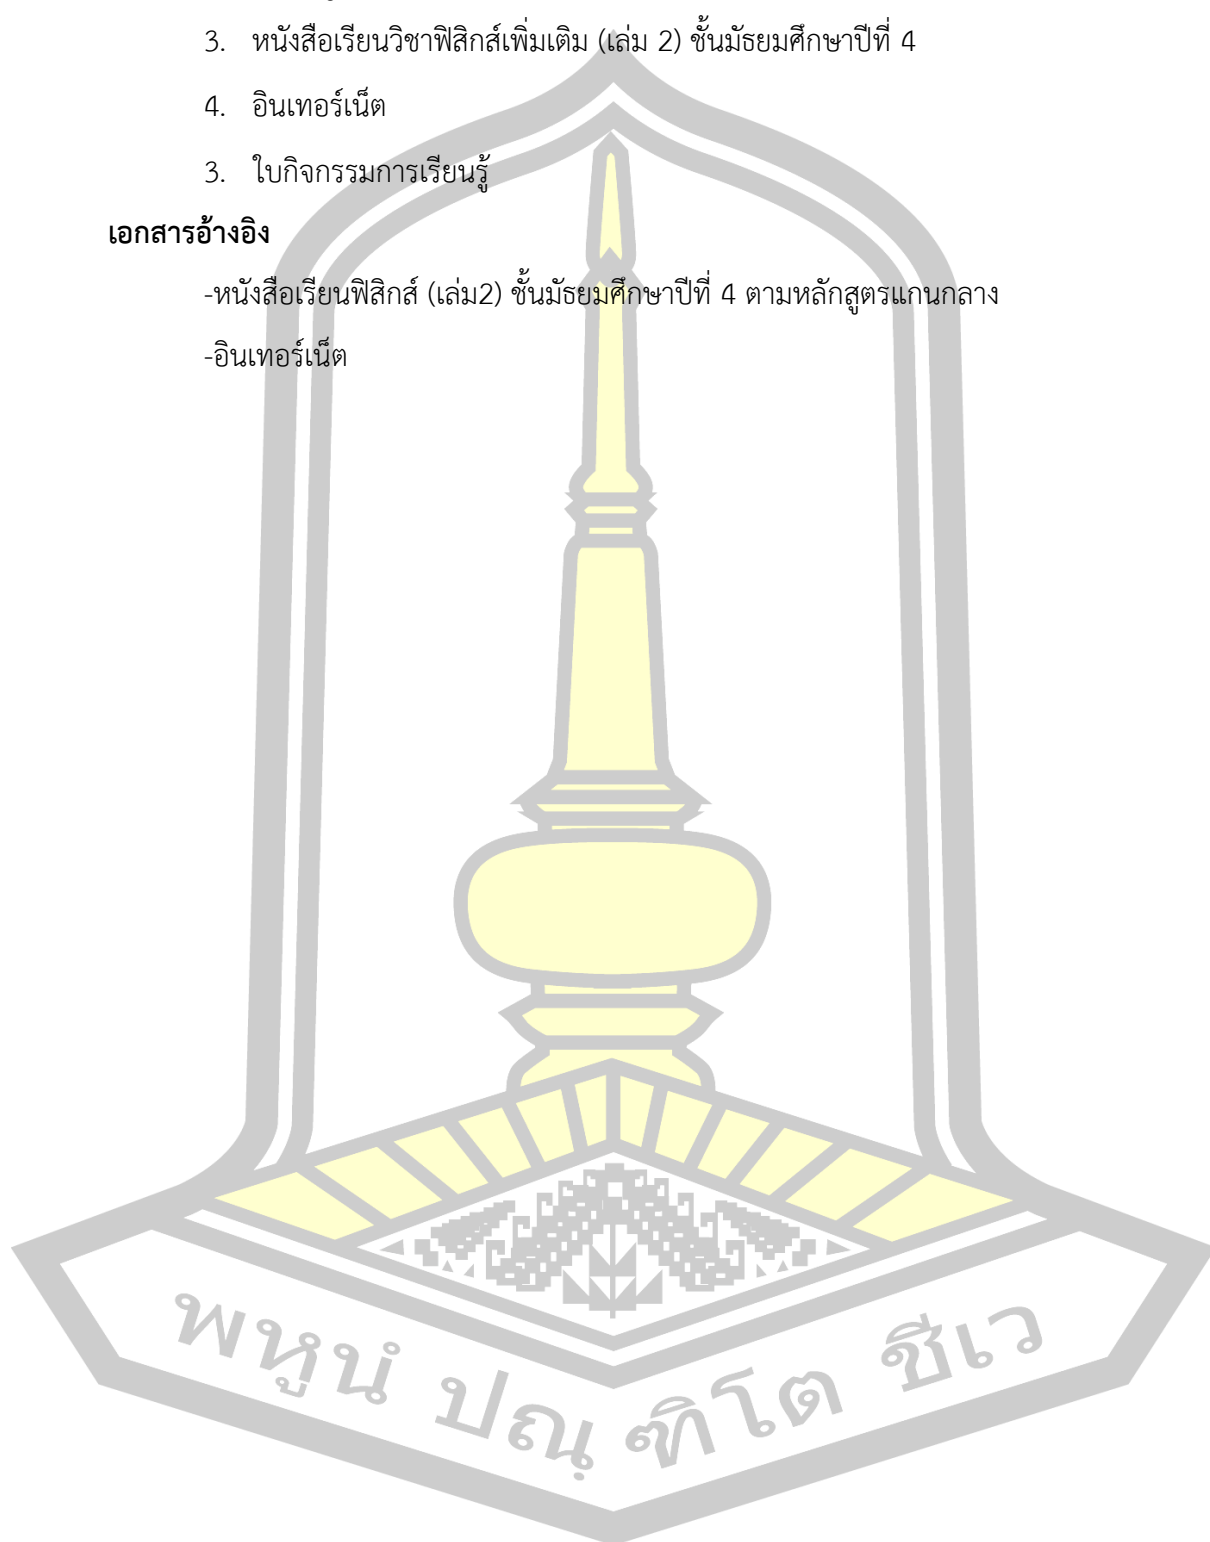 3. หนังสือเรียนวิชาฟิสิกส์เพิ่มเติม (เล่ม 2) ชั้นมัธยมศึกษาปีที่ 4
4. อินเทอร์เน็ต
3. ใบกิจกรรมการเรียนรู้
เอกสารอ้างอิง
-หนังสือเรียนฟิสิกส์ (เล่ม2) ชั้นมัธยมศึกษาปีที่ 4 ตามหลักสูตรแกนกลาง
-อินเทอร์เน็ต
พหูนํ ปณฺฑิโต ชีเว